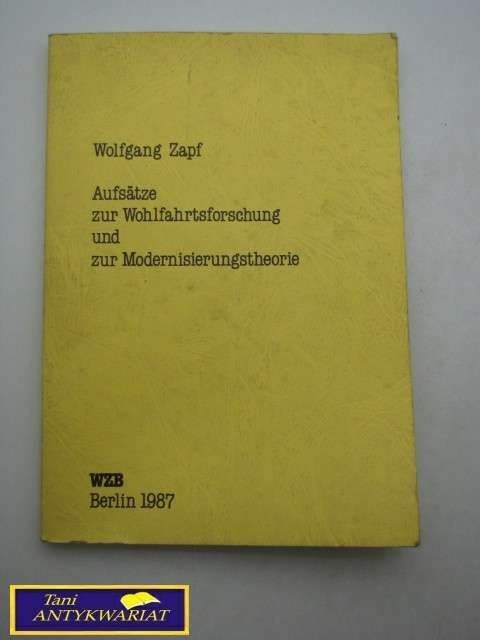 Wolfgang Zapf
Aufsätze
zur Wohlfahrtsforschung
und
zur Modernisierungstheorie
WZB
Berlin 1987
Tani
ANTYKWARIAT